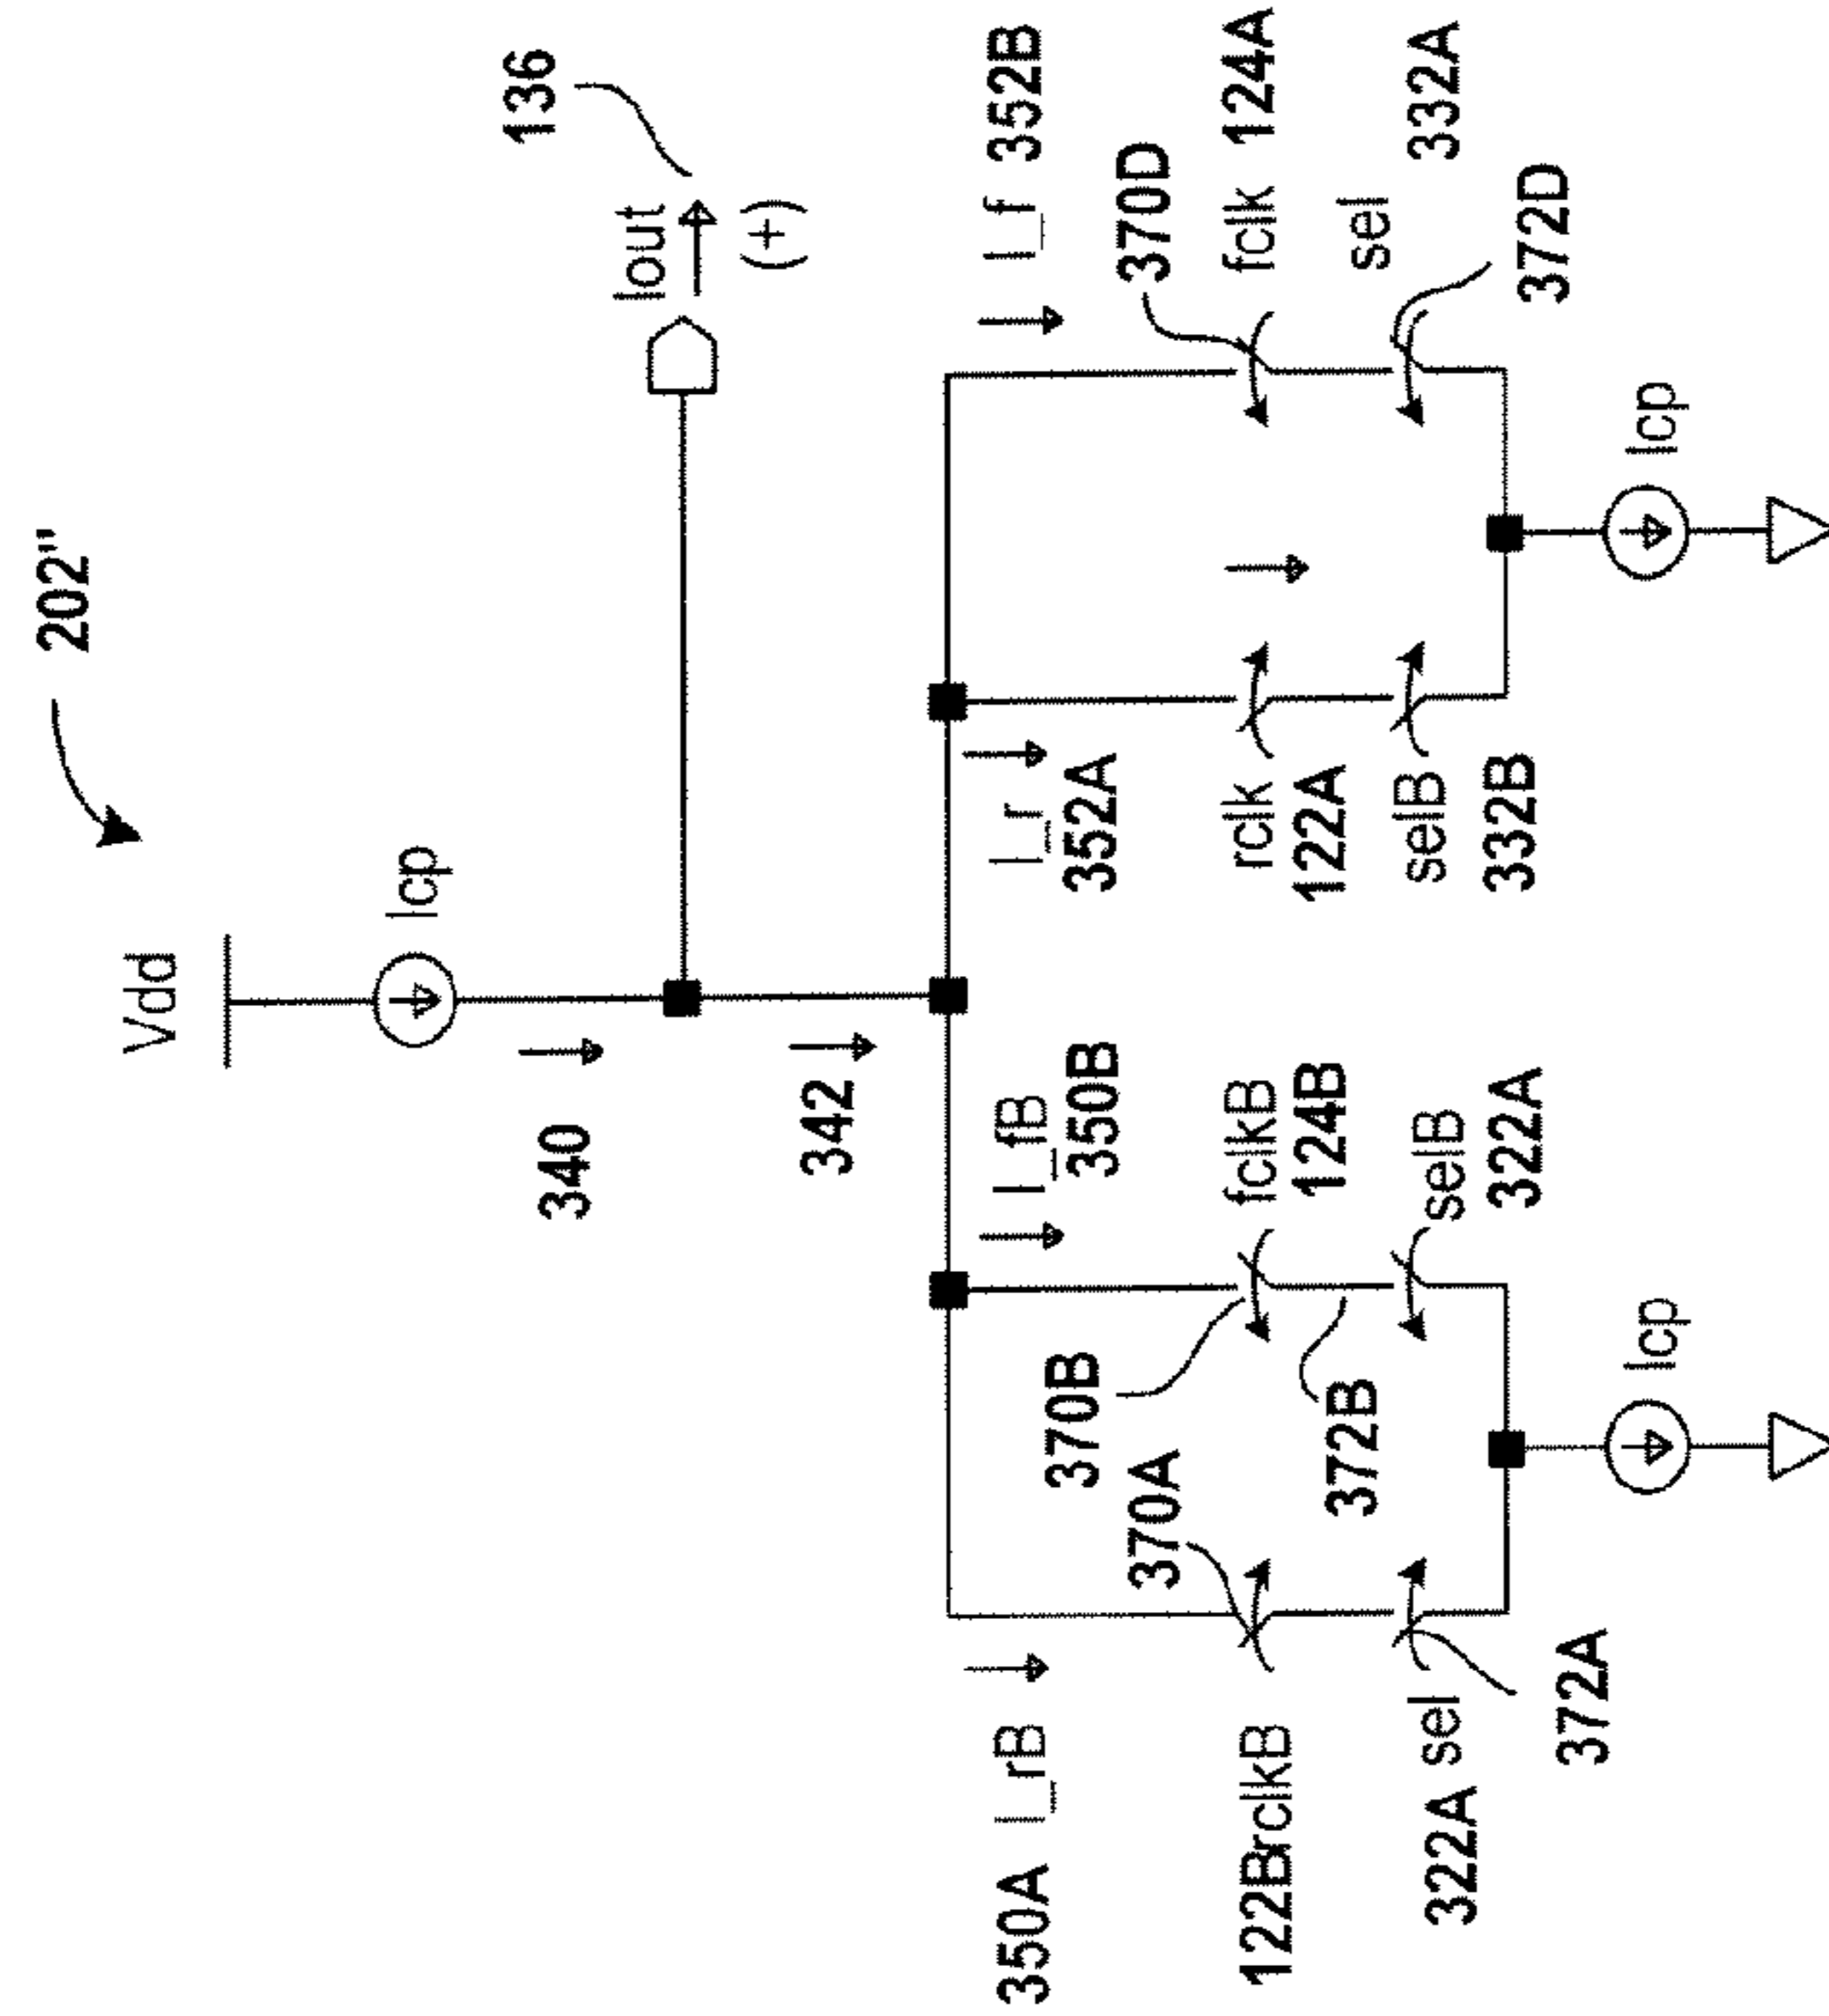 202"
Vdd
Icp
340
Iout
136
(+)
342
350A I_rB
I_fB
350B
I_r
352A
I_f 352B
370B
370A
370D
122BrclkB
fclkB
124B
rclk
122A
fclk 124A
372B
322A sel
selB
322A
selB
332B
sel
332A
372A
372D
Icp
Icp